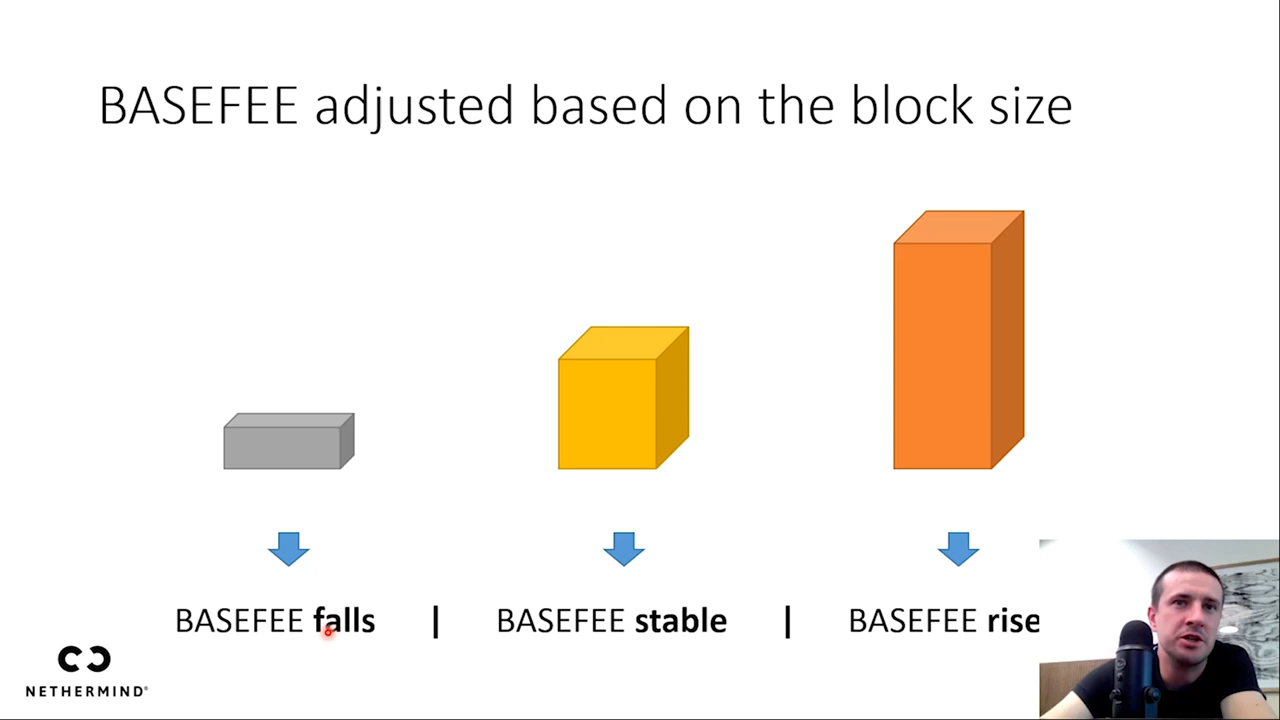 BASEFEE adjusted based on the block size
BASEFEE falls | BASEFEE stable | BASEFEE rise
NETHERMIND®